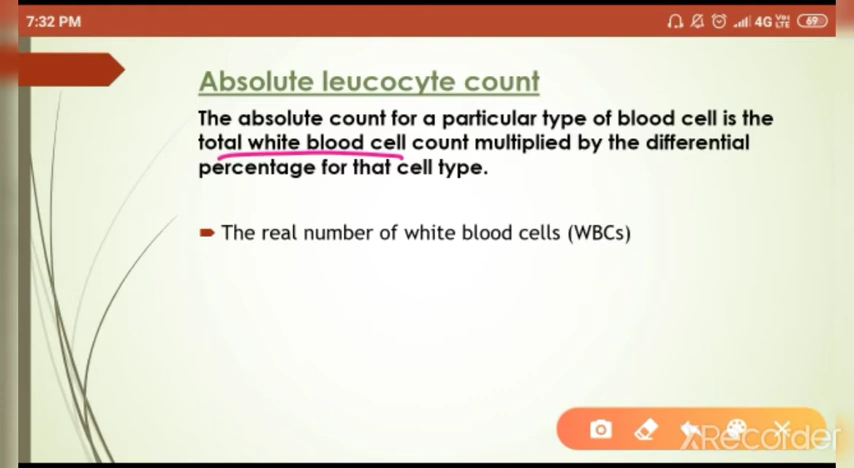 7:32 PM
4G Vo) LTE 69
Absolute leucocyte count
The absolute count for a particular type of blood cell is the
total white blood cell count multiplied by the differential
percentage for that cell type.
The real number of white blood cells (WBCs)
XRecorder